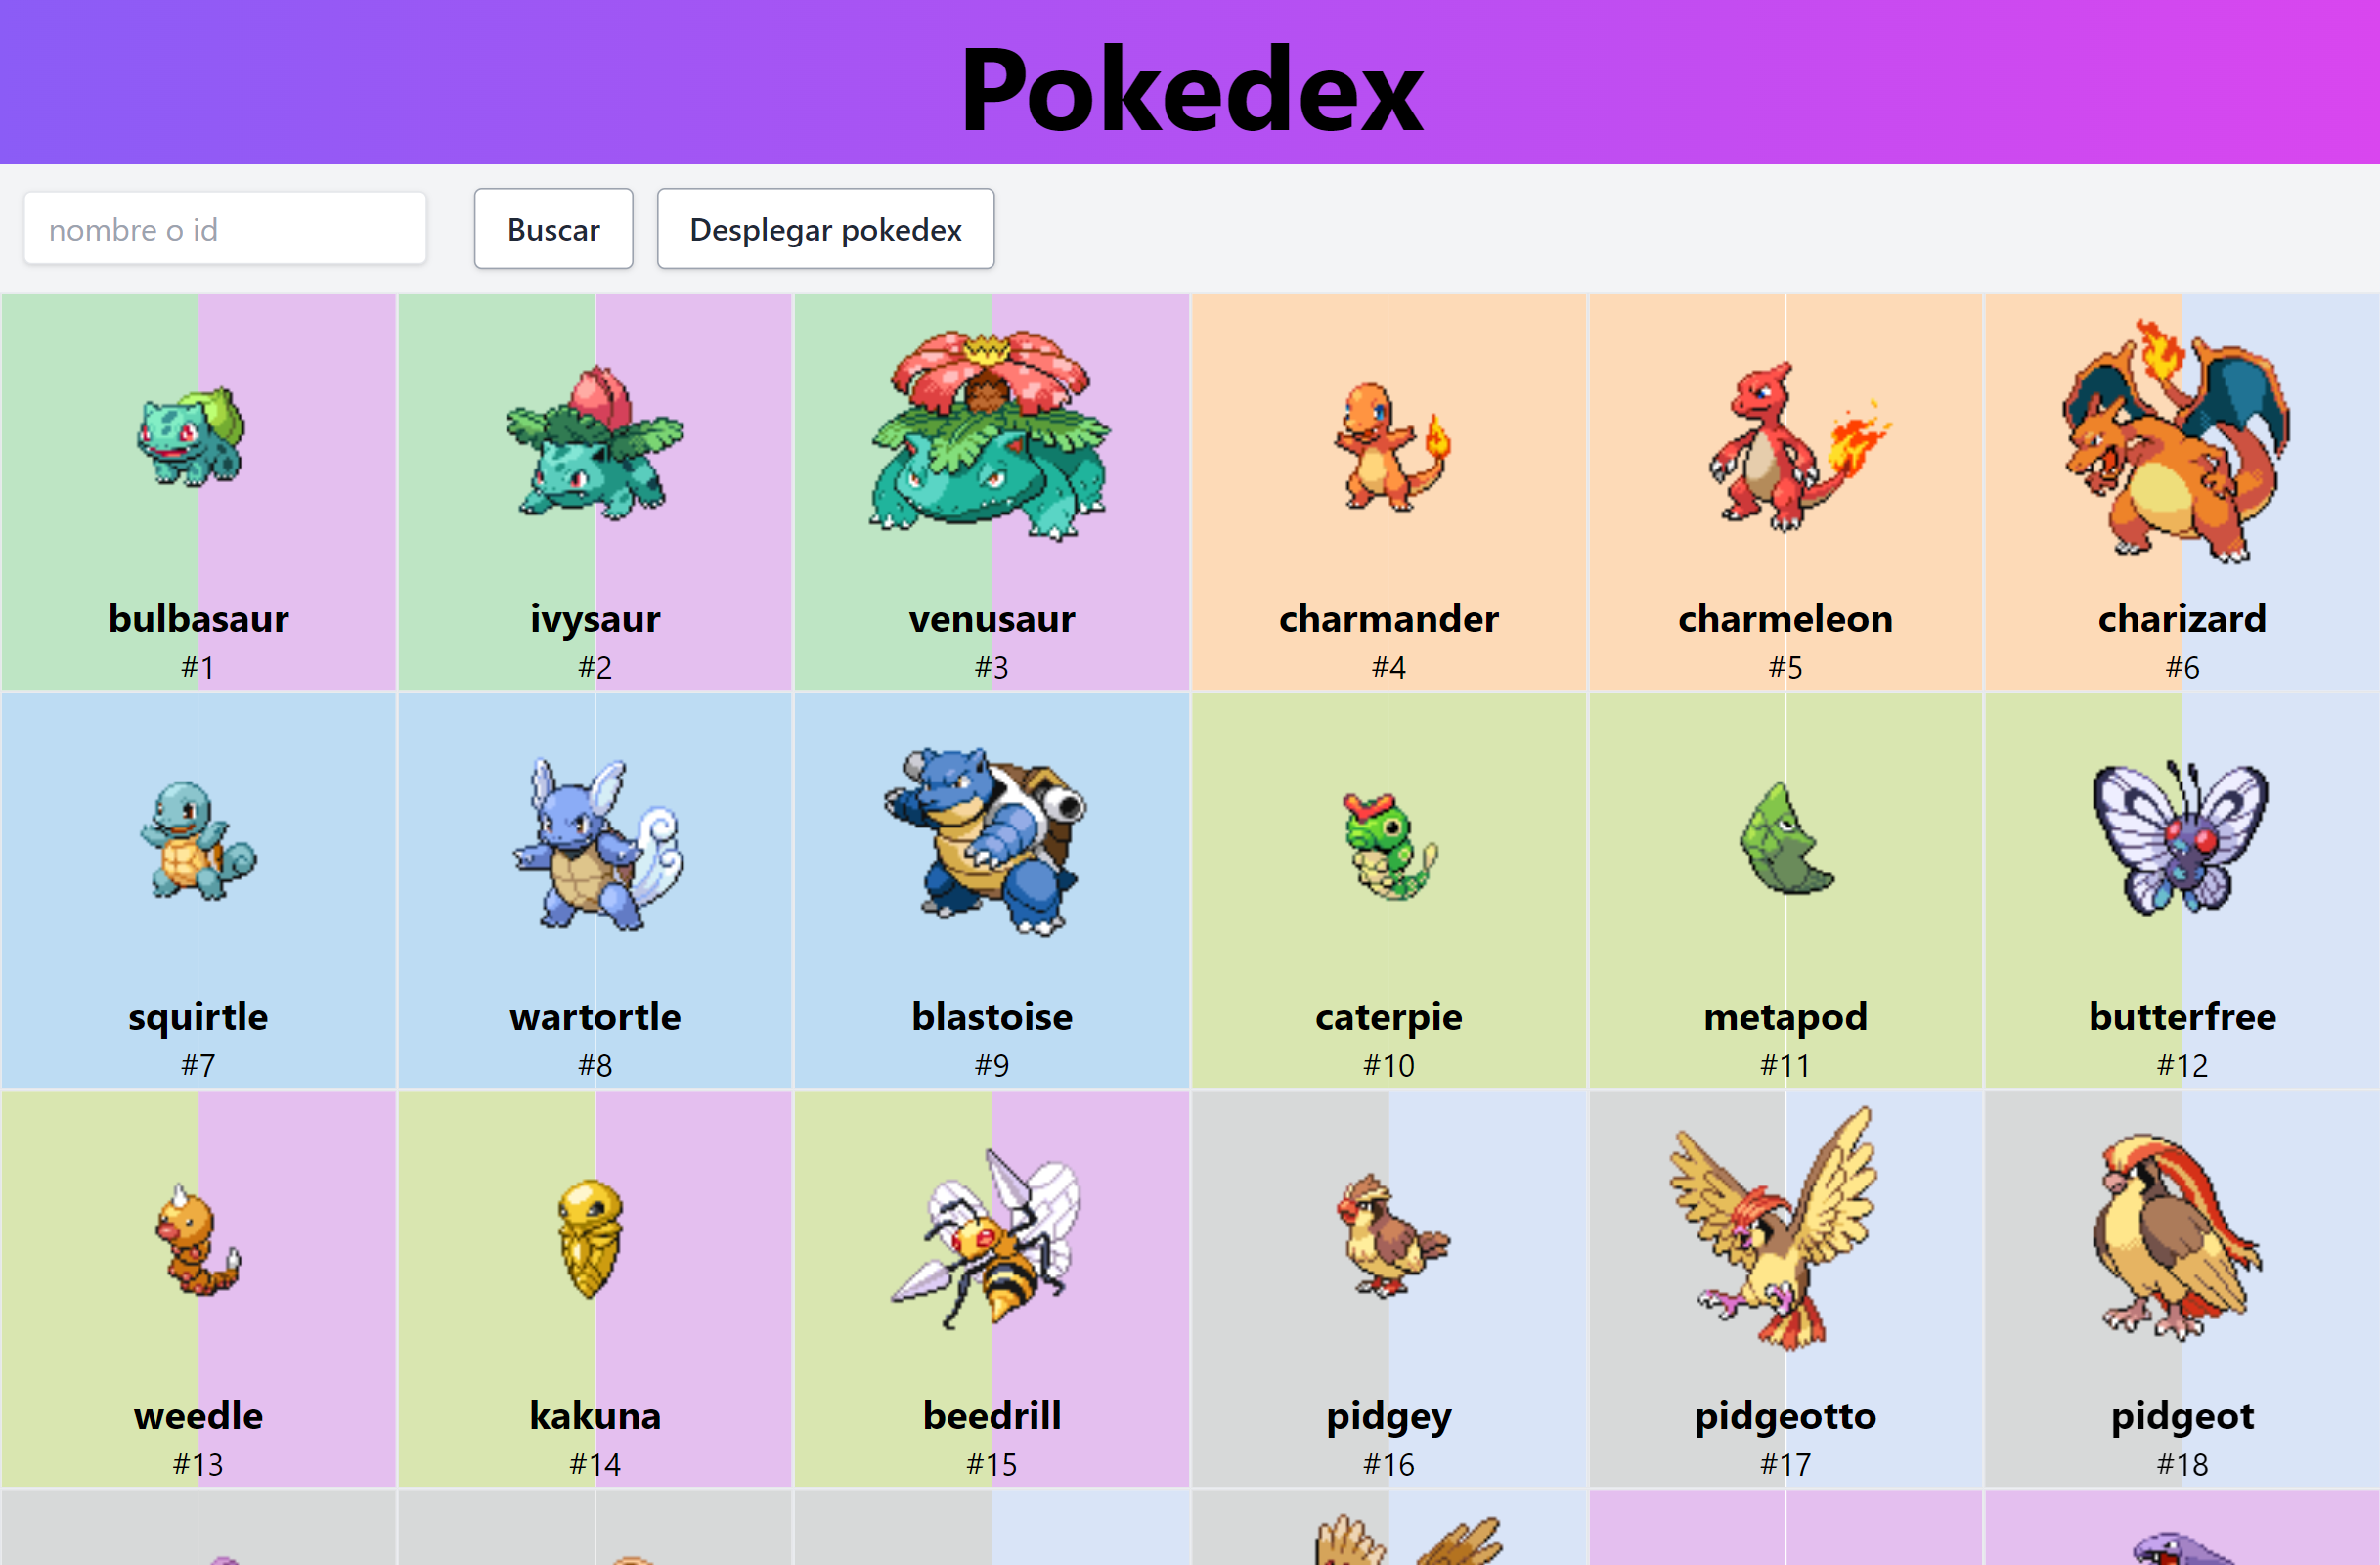 Pokedex
nombre o id Buscar Desplegar pokedex
bulbasaur ivysaur venusaur charmander charmeleon charizard
#1 #2 #3 #4 #5 #6
squirtle wartortle blastoise caterpie metapod butterfree
#7 #8 #9 #10 #11 #12
weedle kakuna beedrill pidgey pidgeotto pidgeot
#13 #14 #15 #16 #17 #18